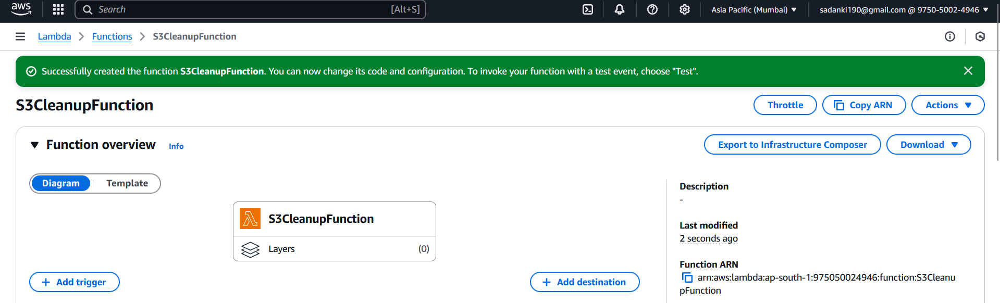 aws
Search [Alt+S]
Asia Pacific (Mumbai)
sadanki190@gmail.com @ 9750-5002-4946
Lambda
Functions
S3CleanupFunction
Successfully created the function S3CleanupFunction. You can now change its code and configuration. To invoke your function with a test event, choose "Test".
S3CleanupFunction
Throttle
Copy ARN
Actions
Function overview
Info
Export to Infrastructure Composer
Download
Diagram
Template
S3CleanupFunction
Layers (0)
+ Add trigger
+ Add destination
Description
-
Last modified
2 seconds ago
Function ARN
arn:aws:lambda:ap-south-1:975050024946:function:S3Cleanu
pFunction